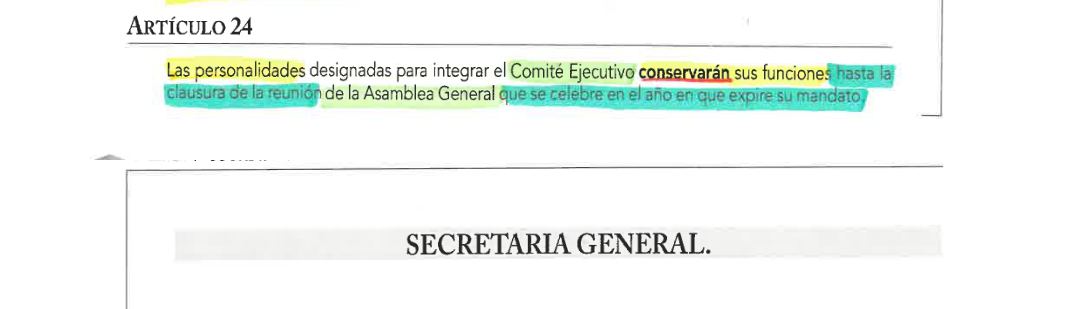 ARTÍCULO 24
Las personalidades designadas para integrar el Comité Ejecutivo conservarán sus funciones hasta la
clausura de la reunión de la Asamblea General que se celebre en el año en que expire su mandato.
SECRETARIA GENERAL.